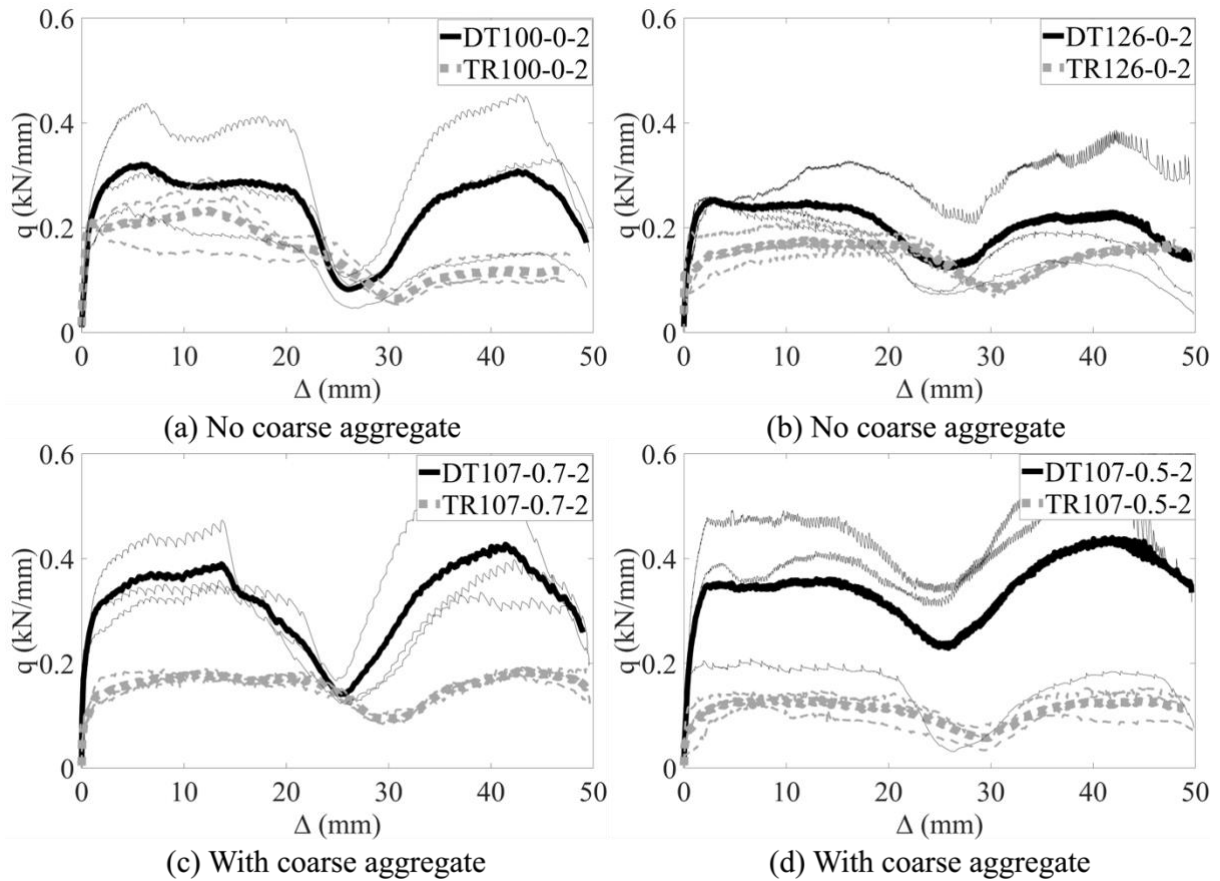 0.6
DT100-0-2
TR100-0-2
q (kN/mm)
0.4
0.2
0
0 10 20 30 40 50
Δ (mm)
(a) No coarse aggregate
0.6
DT126-0-2
TR126-0-2
q (kN/mm)
0.4
0.2
0
0 10 20 30 40 50
Δ (mm)
(b) No coarse aggregate
0.6
DT107-0.7-2
TR107-0.7-2
q (kN/mm)
0.4
0.2
0
0 10 20 30 40 50
Δ (mm)
(c) With coarse aggregate
0.6
DT107-0.5-2
TR107-0.5-2
q (kN/mm)
0.4
0.2
0
0 10 20 30 40 50
Δ (mm)
(d) With coarse aggregate